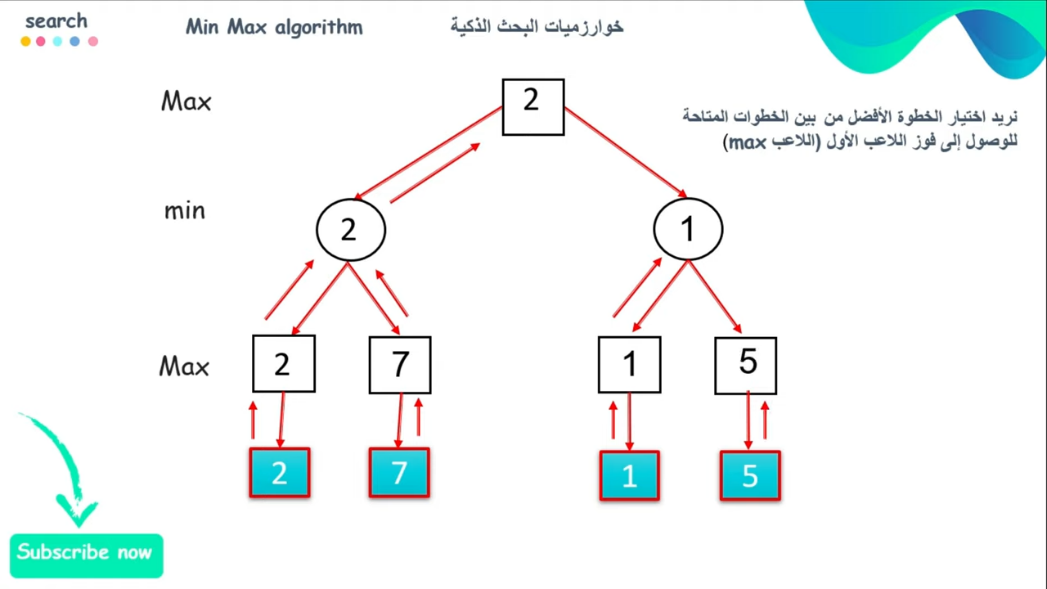 search
Min Max algorithm
خوارزميات البحث الذكية
نريد اختيار الخطوة الأفضل من بين الخطوات المتاحة
للوصول إلى فوز اللاعب الأول (اللاعب max)
Max
2
min
2 1
Max
2 7 1 5
2 7 1 5
Subscribe now